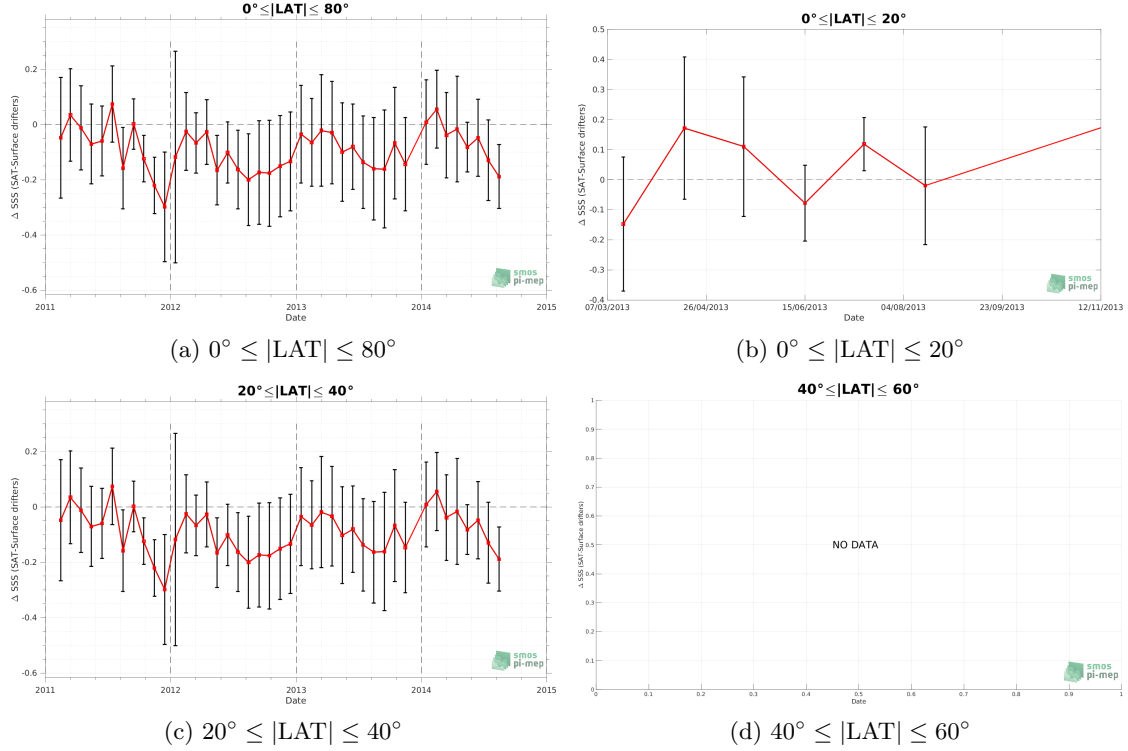 0°≤|LAT|≤ 80°
Δ SSS (SAT-Surface drifters)
0.2
0
-0.2
-0.4
-0.6
2011
2012
2013
2014
2015
Date
smos
pi-mep
(a) 0° ≤ |LAT| ≤ 80°
0°≤|LAT|≤ 20°
Δ SSS (SAT-Surface drifters)
0.5
0.4
0.3
0.2
0.1
0
-0.1
-0.2
-0.3
-0.4
07/03/2013
26/04/2013
15/06/2013
04/08/2013
23/09/2013
12/11/2013
Date
smos
pi-mep
(b) 0° ≤ |LAT| ≤ 20°
20°≤|LAT|≤ 40°
Δ SSS (SAT-Surface drifters)
0.2
0
-0.2
-0.4
-0.6
2011
2012
2013
2014
2015
Date
smos
pi-mep
(c) 20° ≤ |LAT| ≤ 40°
40°≤|LAT|≤ 60°
Δ SSS (SAT-Surface drifters)
1
0.9
0.8
0.7
0.6
0.5
0.4
0.3
0.2
0.1
0
NO DATA
0
0.1
0.2
0.3
0.4
0.5
0.6
0.7
0.8
0.9
1
Date
smos
pi-mep
(d) 40° ≤ |LAT| ≤ 60°